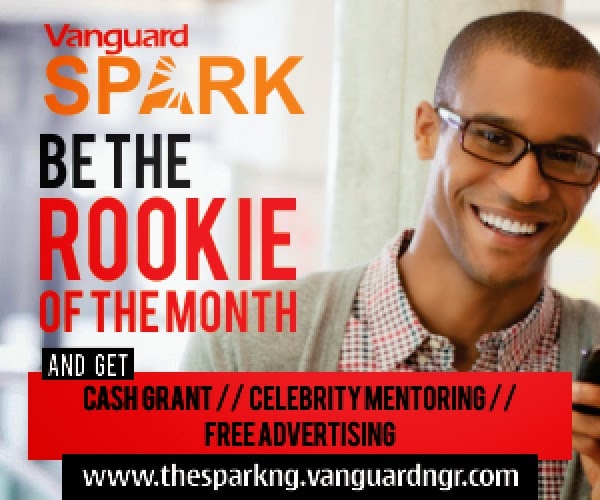 Vanguard
SPARK
BE THE
ROOKIE
OF THE MONTH
AND GET
CASH GRANT // CELEBRITY MENTORING //
FREE ADVERTISING
www.thesparkng.vanguardngr.com